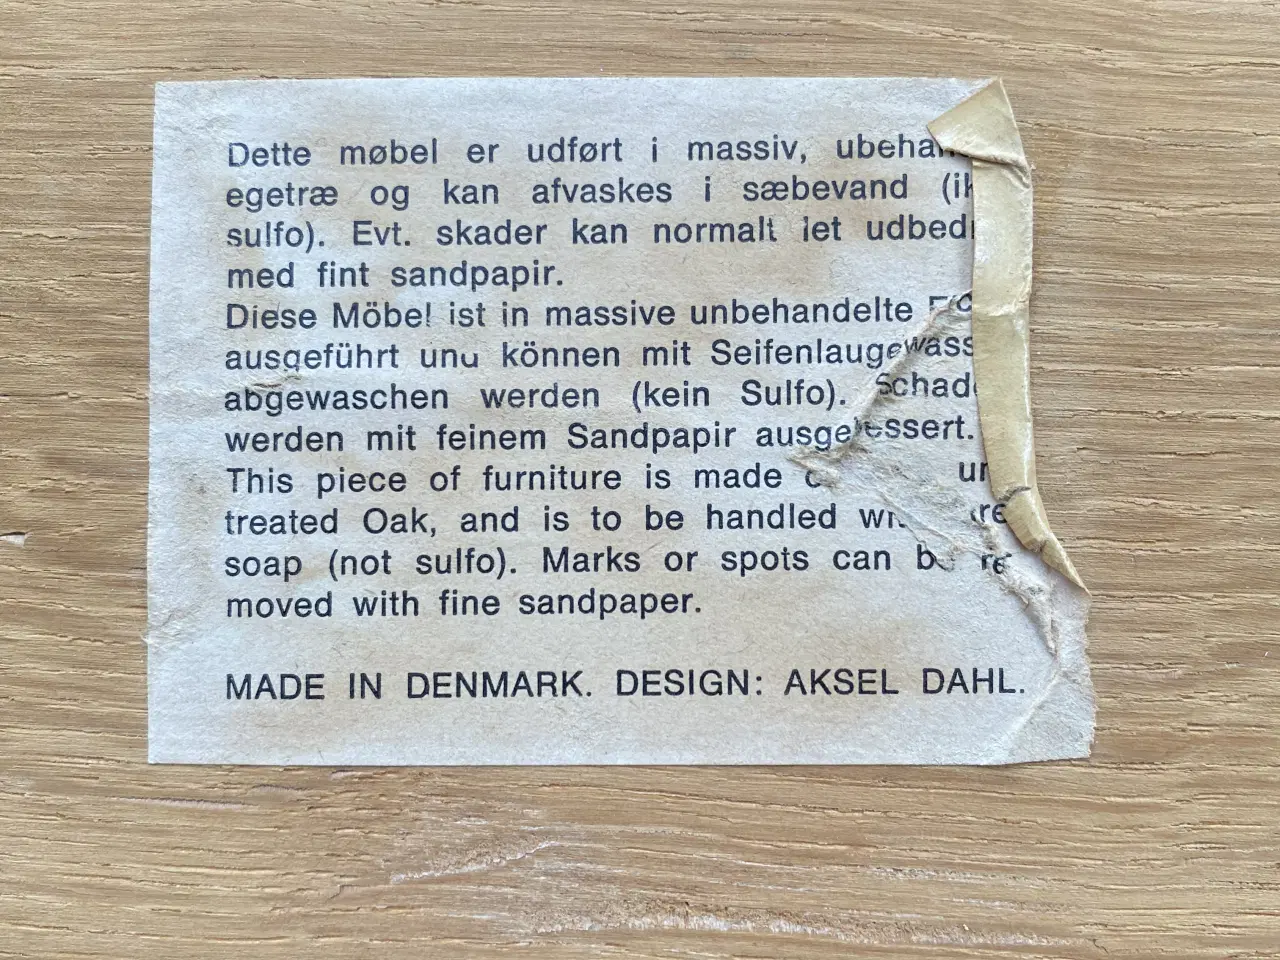 Dette møbel er udført i massiv,
egetræ og kan afvaskes i sæbevand
sulfo). Evt. skader kan normalt let
med fint sandpapir.
Diese Möbel ist in massive unbehandelte
ausgeführt und können mit
abgewaschen werden (kein Sulfo).
werden mit feinem Sandpapir
This piece of furniture is made
treated Oak, and is to be handled
soap (not sulfo). Marks or spots can re
moved with fine sandpaper.
MADE IN DENMARK. DESIGN: AKSEL DAHL.